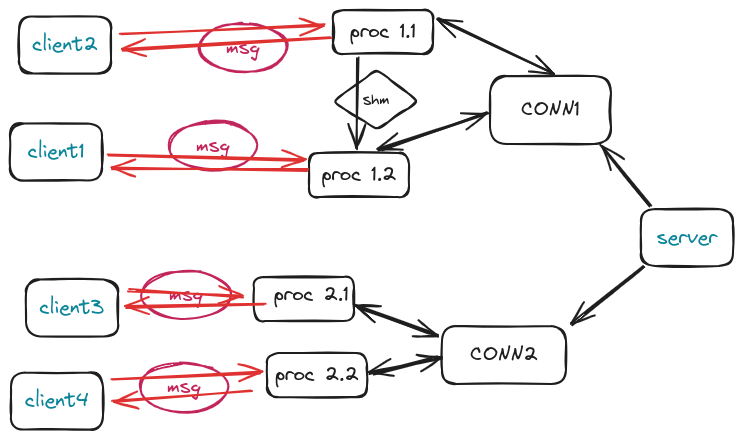 client2
msg
proc 1.1
shm
CONN1
client1
msg
proc 1.2
server
client3
msg
proc 2.1
CONN2
client4
msg
proc 2.2